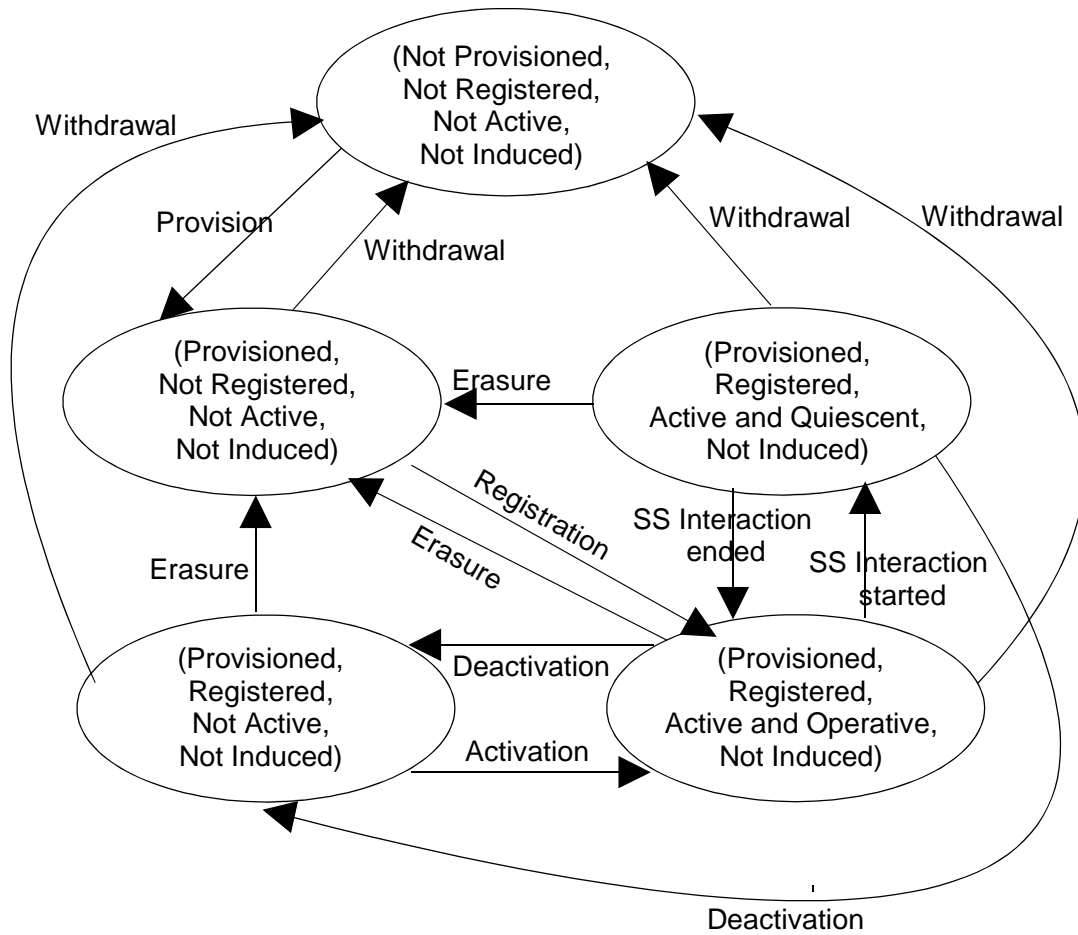 (Not Provisioned,
Not Registered,
Not Active,
Not Induced)
Withdrawal
Provision
Withdrawal
Withdrawal
Withdrawal
(Provisioned,
Not Registered,
Not Active,
Not Induced)
Erasure
(Provisioned,
Registered,
Active and Quiescent,
Not Induced)
Registration
Erasure
SS Interaction
ended
SS Interaction
started
Erasure
(Provisioned,
Registered,
Not Active,
Not Induced)
Deactivation
Activation
(Provisioned,
Registered,
Active and Operative,
Not Induced)
Deactivation